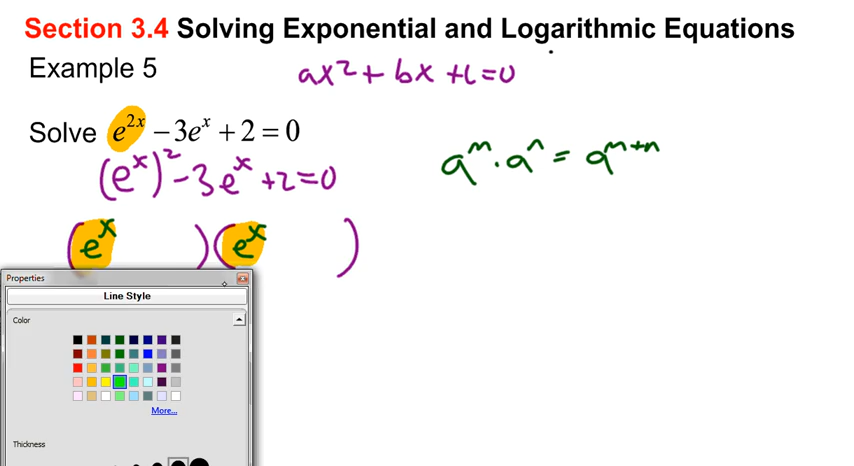 Section 3.4 Solving Exponential and Logarithmic Equations
Example 5
ax² + bx + c = 0
Solve e^{2x} − 3e^x + 2 = 0
(e^x)² − 3e^x + 2 = 0
a^m · a^n = a^{m+n}
(e^x )(e^x )
Properties
Line Style
Color
More...
Thickness